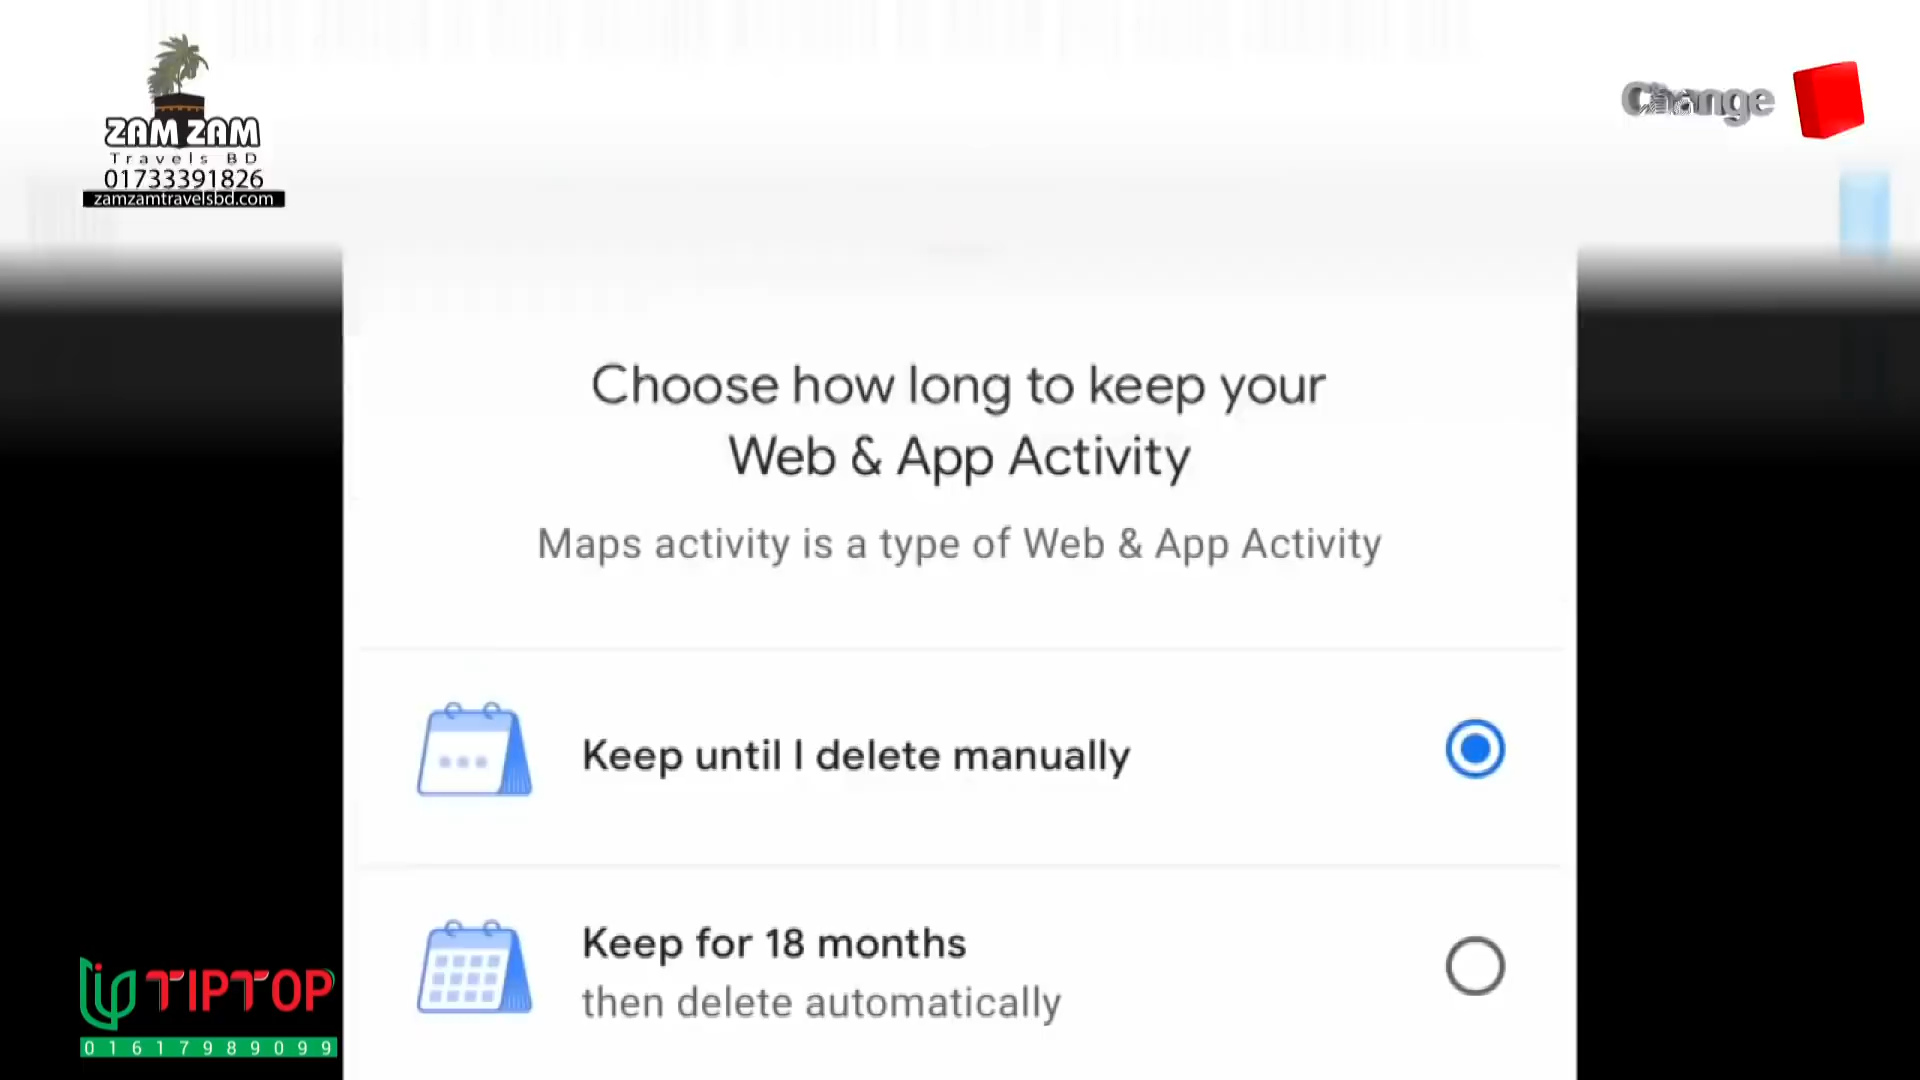 ZAM ZAM
Travels BD
01733391826
zamzamtravelsbd.com
Change
Choose how long to keep your
Web & App Activity
Maps activity is a type of Web & App Activity
Keep until I delete manually
Keep for 18 months
then delete automatically
TIPTOP
01617989099